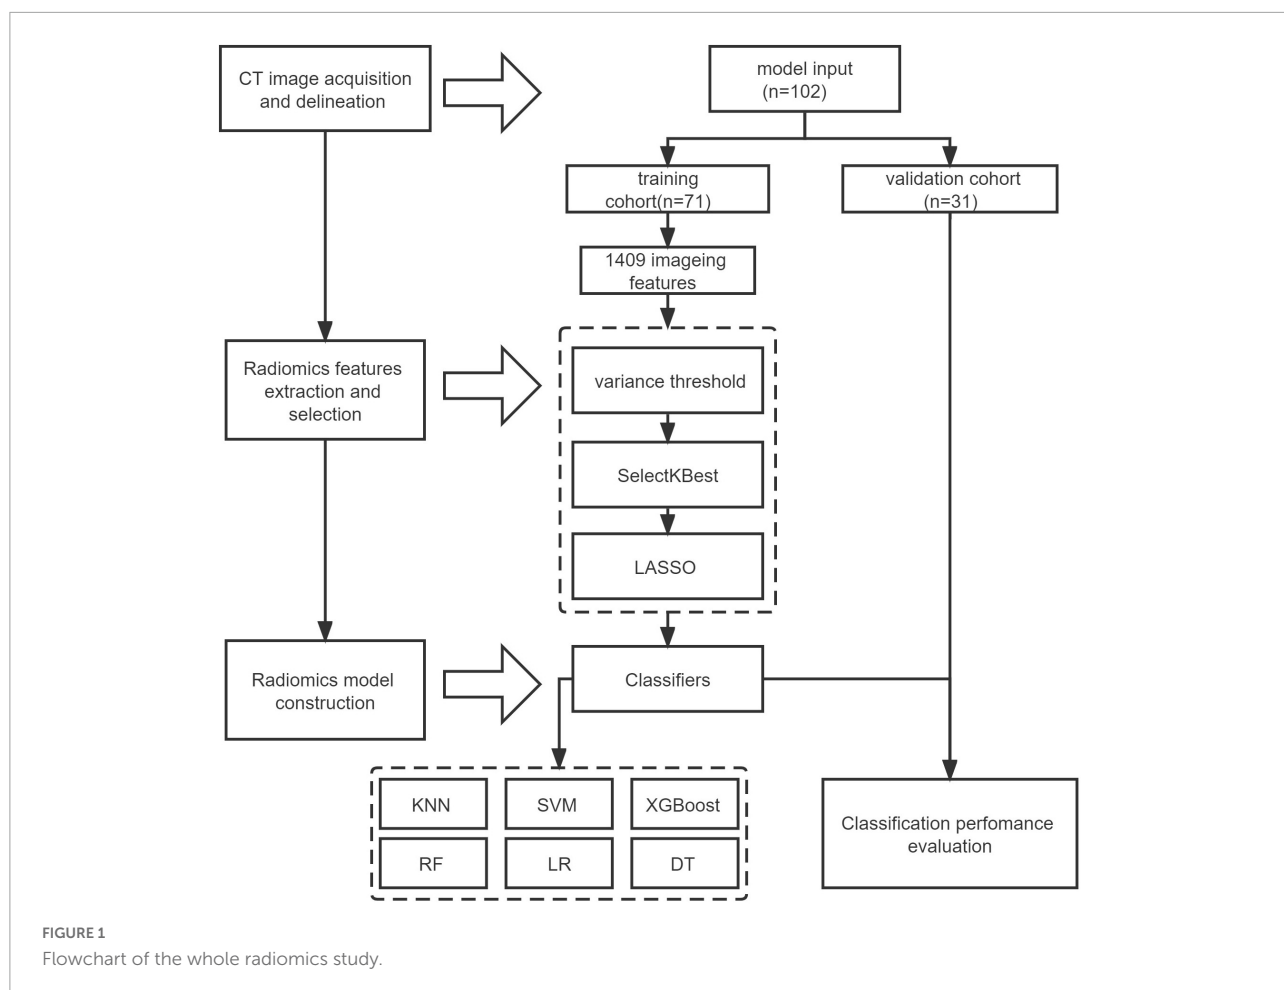 CT image acquisition
and delineation
model input
(n=102)
training
cohort(n=71)
validation cohort
(n=31)
1409 imageing
features
Radiomics features
extraction and
selection
variance threshold
SelectKBest
LASSO
Radiomics model
construction
Classifiers
KNN
SVM
XGBoost
RF
LR
DT
Classification perfomance
evaluation
FIGURE 1
Flowchart of the whole radiomics study.